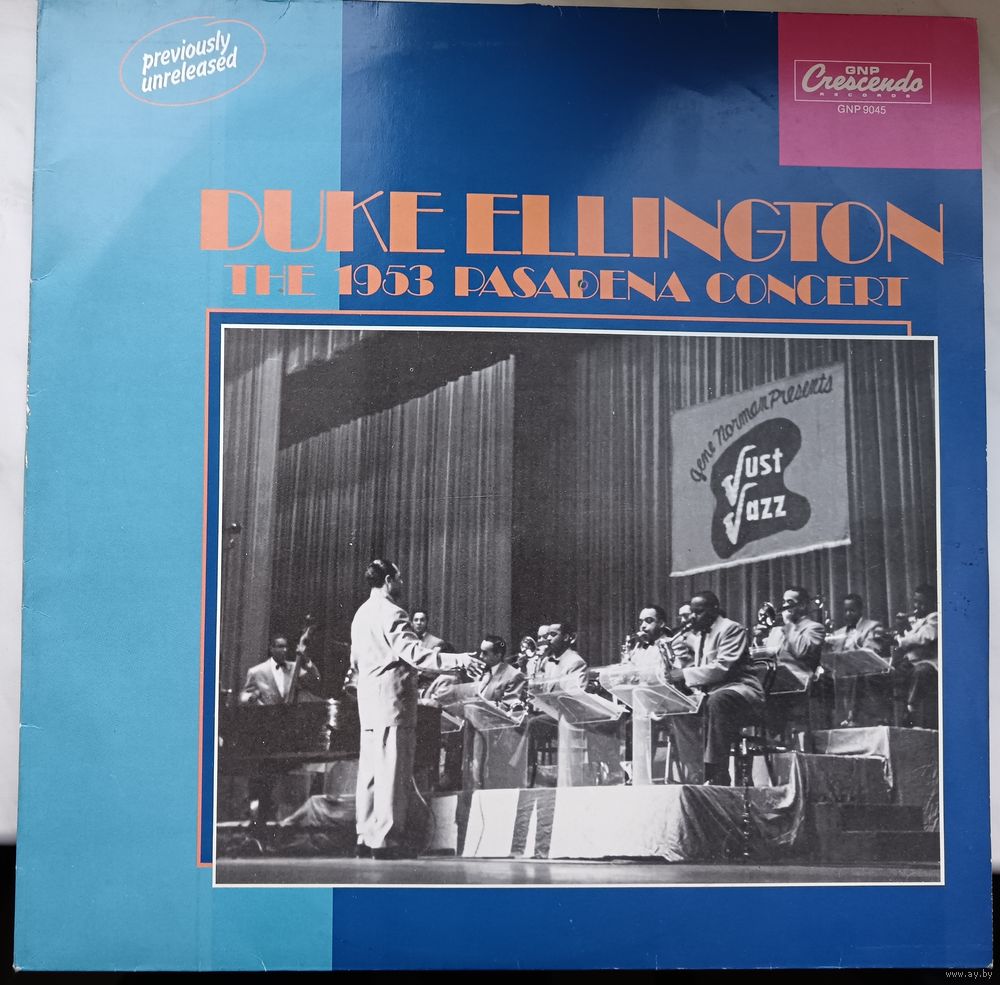 previously
unreleased
GNP
Crescendo
RECORDS
GNP 9045
DUKE ELLINGTON
THE 1953 PASADENA CONCERT
Gene Norman Presents
Just
Jazz
www.ay.by